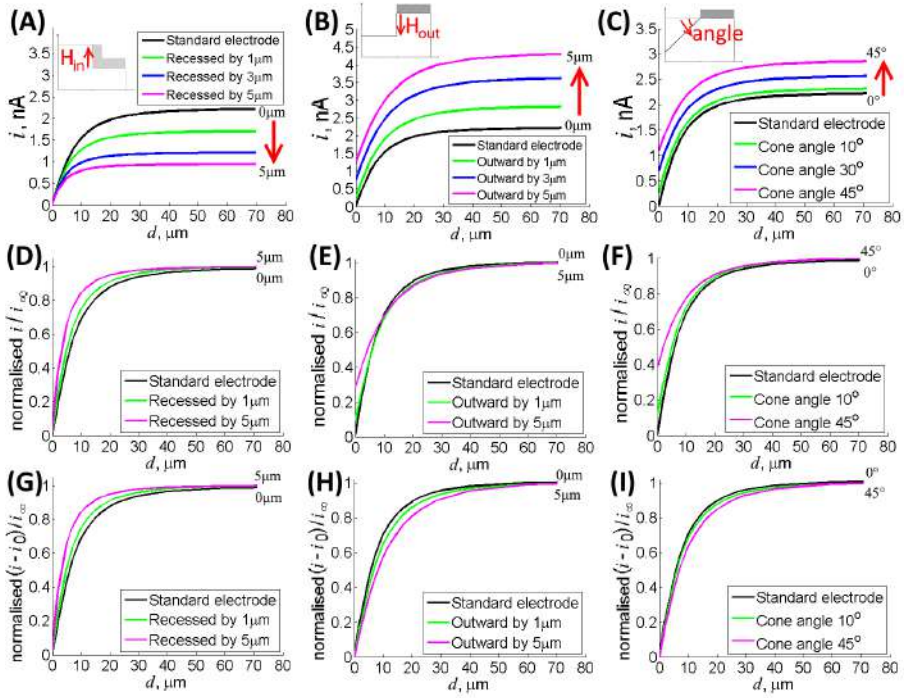 (A)
3.5
3
2.5
2
1.5
1
0.5
0
i, nA
H_in
Standard electrode
Recessed by 1μm
Recessed by 3μm
Recessed by 5μm
0μm
5μm
0 10 20 30 40 50 60 70 80
d, μm
(B)
5
4.5
4
3.5
3
2.5
2
1.5
1
0.5
0
i, nA
H_out
5μm
0μm
Standard electrode
Outward by 1μm
Outward by 3μm
Outward by 5μm
0 10 20 30 40 50 60 70 80
d, μm
(C)
3.5
3
2.5
2
1.5
1
0.5
0
i, nA
angle
45°
0°
Standard electrode
Cone angle 10°
Cone angle 30°
Cone angle 45°
0 10 20 30 40 50 60 70 80
d, μm
(D)
1
0.8
0.6
0.4
0.2
0
normalised i / i_∞
5μm
0μm
Standard electrode
Recessed by 1μm
Recessed by 5μm
0 10 20 30 40 50 60 70 80
d, μm
(E)
1
0.8
0.6
0.4
0.2
0
normalised i / i_∞
0μm
5μm
Standard electrode
Outward by 1μm
Outward by 5μm
0 10 20 30 40 50 60 70 80
d, μm
(F)
1
0.8
0.6
0.4
0.2
0
normalised i / i_∞
45°
0°
Standard electrode
Cone angle 10°
Cone angle 45°
0 10 20 30 40 50 60 70 80
d, μm
(G)
1
0.8
0.6
0.4
0.2
0
normalised (i - i_0) / i_∞
5μm
0μm
Standard electrode
Recessed by 1μm
Recessed by 5μm
0 10 20 30 40 50 60 70 80
d, μm
(H)
1
0.8
0.6
0.4
0.2
0
normalised (i - i_0) / i_∞
0μm
5μm
Standard electrode
Outward by 1μm
Outward by 5μm
0 10 20 30 40 50 60 70 80
d, μm
(I)
1
0.8
0.6
0.4
0.2
0
normalised (i - i_0) / i_∞
0°
45°
Standard electrode
Cone angle 10°
Cone angle 45°
0 10 20 30 40 50 60 70 80
d, μm